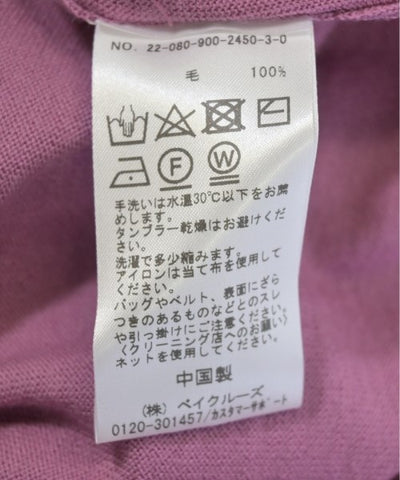 NO. 22-080-900-2450-3-0
毛 100%
F W
手洗いは水温30℃以下をお薦
めします。
タンブラー乾燥はお避けくだ
さい。
洗濯で多少縮みます。
アイロンは当て布を使用して
ください。
バッグやベルト、表面にざら
つきのあるものなどとのスレ
や引っ掛けにご注意ください。
〈クリーニング店へのお願い〉
ネットを使用してください。
中国製
(株) ベイクルーズ
0120-301457/カスタマーサポート